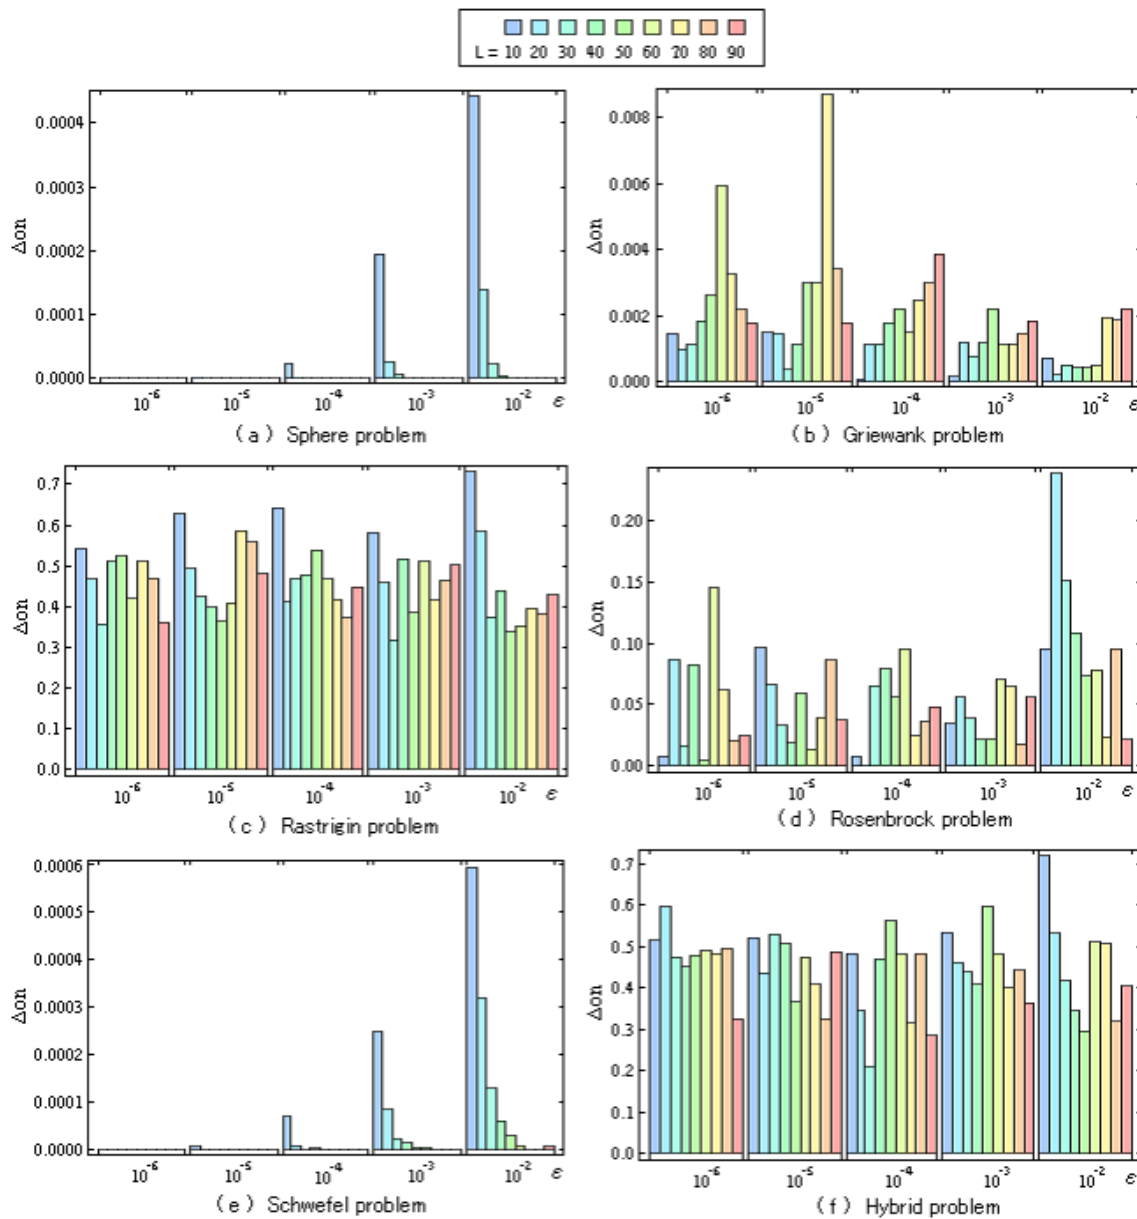 L = 10 20 30 40 50 60 70 80 90
0.0004
0.0003
0.0002
0.0001
0.0000
Δon
10-6 10-5 10-4 10-3 10-2 ε
( a ) Sphere problem
0.008
0.006
0.004
0.002
0.000
Δon
10-6 10-5 10-4 10-3 10-2 ε
( b ) Griewank problem
0.7
0.6
0.5
0.4
0.3
0.2
0.1
0.0
Δon
10-6 10-5 10-4 10-3 10-2 ε
( c ) Rastrigin problem
0.20
0.15
0.10
0.05
0.00
Δon
10-6 10-5 10-4 10-3 10-2 ε
( d ) Rosenbrock problem
0.0006
0.0005
0.0004
0.0003
0.0002
0.0001
0.0000
Δon
10-6 10-5 10-4 10-3 10-2 ε
( e ) Schwefel problem
0.7
0.6
0.5
0.4
0.3
0.2
0.1
0.0
Δon
10-6 10-5 10-4 10-3 10-2 ε
( f ) Hybrid problem